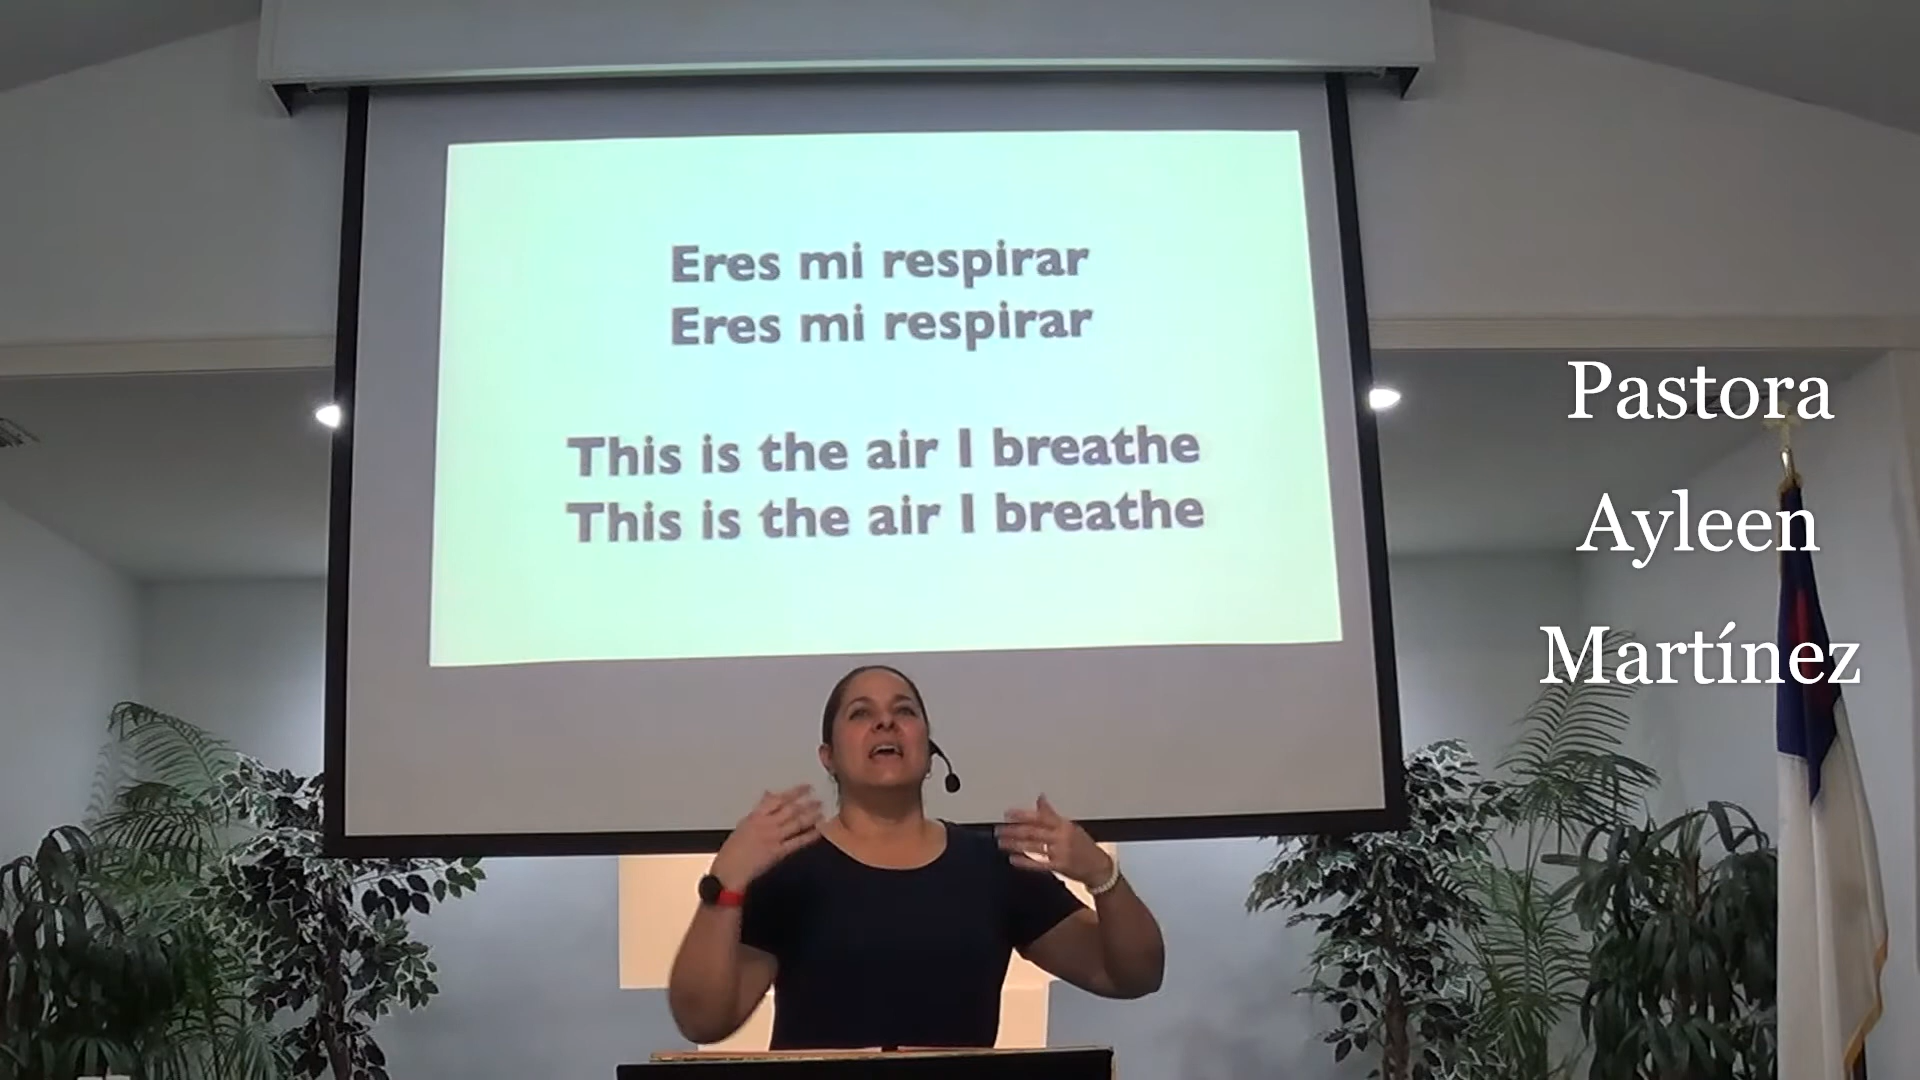 Eres mi respirar
Eres mi respirar
This is the air I breathe
This is the air I breathe
Pastora
Ayleen
Martínez